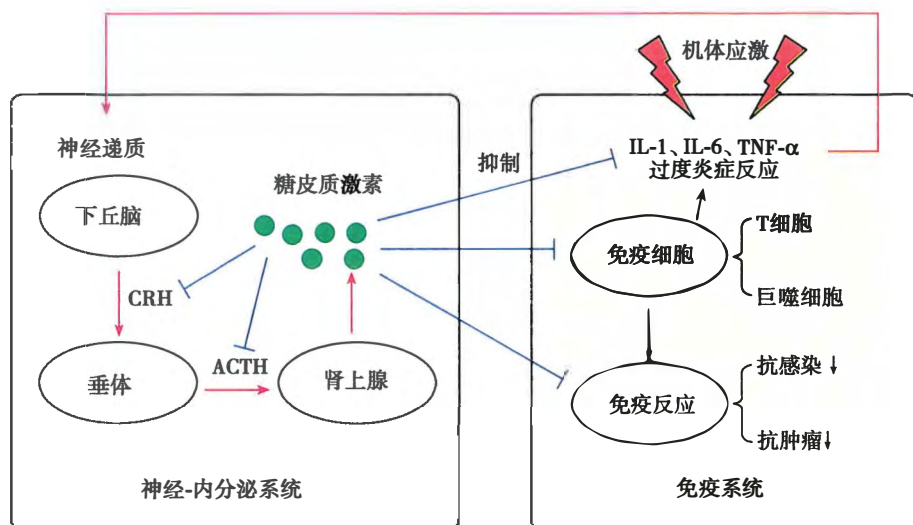 机体应激
神经递质
IL-1、IL-6、TNF-α
过度炎症反应
抑制
糖皮质激素
下丘脑
T细胞
免疫细胞
CRH
巨噬细胞
ACTH
垂体
肾上腺
抗感染↓
免疫反应
抗肿瘤↓
神经-内分泌系统
免疫系统